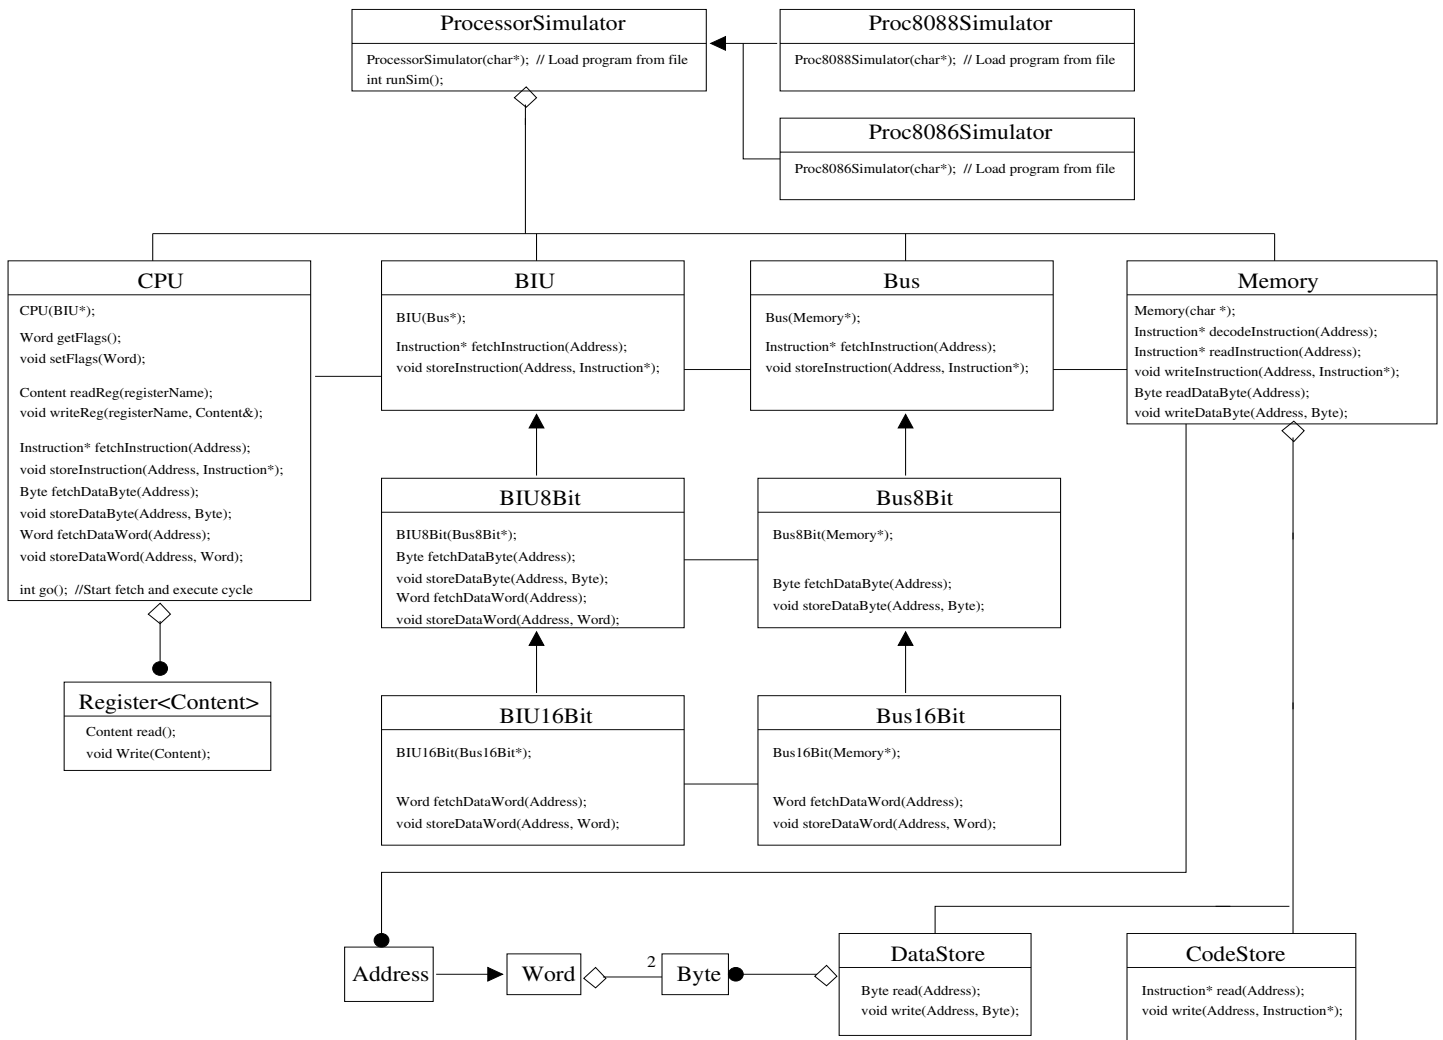 ProcessorSimulator
ProcessorSimulator(char*);  // Load program from file
int runSim();
Proc8088Simulator
Proc8088Simulator(char*);  // Load program from file
Proc8086Simulator
Proc8086Simulator(char*);  // Load program from file
CPU
CPU(BIU*);
Word getFlags();
void setFlags(Word);
Content readReg(registerName);
void writeReg(registerName, Content&);
Instruction* fetchInstruction(Address);
void storeInstruction(Address, Instruction*);
Byte fetchDataByte(Address);
void storeDataByte(Address, Byte);
Word fetchDataWord(Address);
void storeDataWord(Address, Word);
int go();  //Start fetch and execute cycle
BIU
BIU(Bus*);
Instruction* fetchInstruction(Address);
void storeInstruction(Address, Instruction*);
Bus
Bus(Memory*);
Instruction* fetchInstruction(Address);
void storeInstruction(Address, Instruction*);
Memory
Memory(char *);
Instruction* decodeInstruction(Address);
Instruction* readInstruction(Address);
void writeInstruction(Address, Instruction*);
Byte readDataByte(Address);
void writeDataByte(Address, Byte);
BIU8Bit
BIU8Bit(Bus8Bit*);
Byte fetchDataByte(Address);
void storeDataByte(Address, Byte);
Word fetchDataWord(Address);
void storeDataWord(Address, Word);
Bus8Bit
Bus8Bit(Memory*);
Byte fetchDataByte(Address);
void storeDataByte(Address, Byte);
Register<Content>
Content read();
void Write(Content);
BIU16Bit
BIU16Bit(Bus16Bit*);
Word fetchDataWord(Address);
void storeDataWord(Address, Word);
Bus16Bit
Bus16Bit(Memory*);
Word fetchDataWord(Address);
void storeDataWord(Address, Word);
Address
Word
2
Byte
DataStore
Byte read(Address);
void write(Address, Byte);
CodeStore
Instruction* read(Address);
void write(Address, Instruction*);